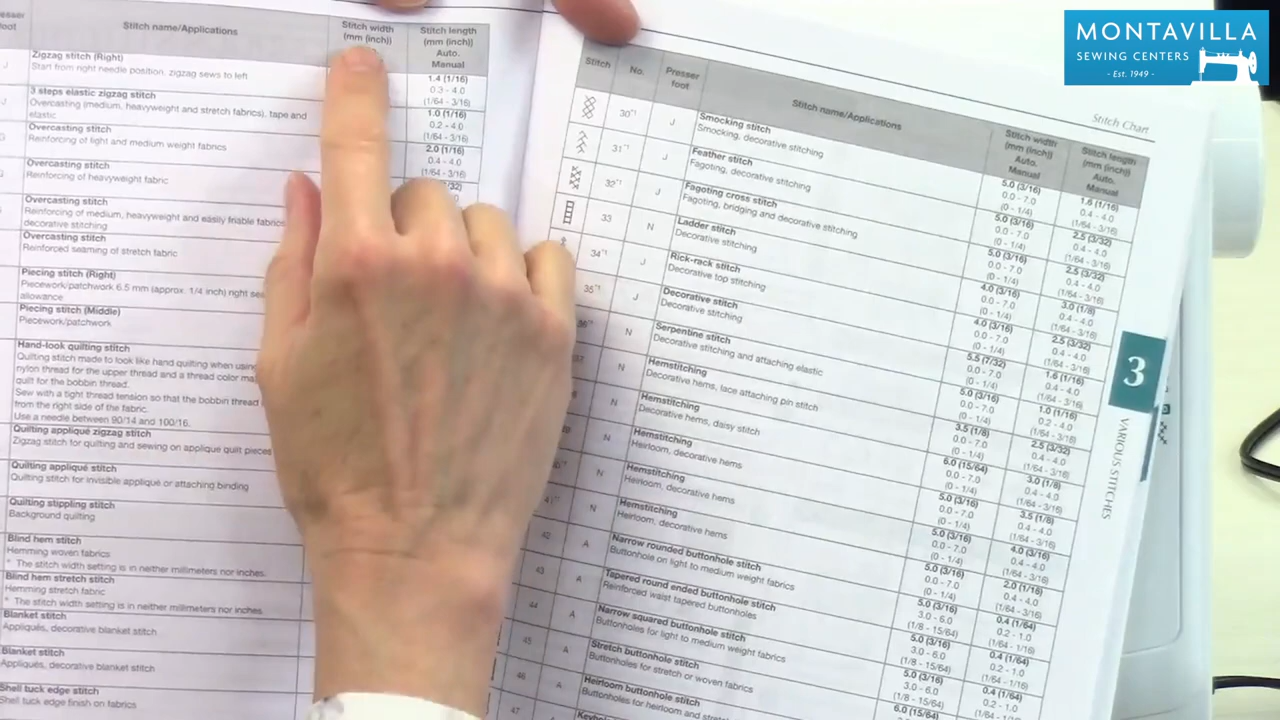 MONTAVILLA
SEWING CENTERS
- Est. 1949 -
Presser
foot
Stitch name/Applications
Stitch width
(mm (inch))
Stitch length
(mm (inch))
Auto.
Manual
J
Zigzag stitch (Right)
Start from right needle position, zigzag sews to left
1.4 (1/16)
0.3 - 4.0
(1/64 - 3/16)
3 steps elastic zigzag stitch
Overcasting (medium, heavyweight and stretch fabrics), tape and
elastic
1.0 (1/16)
0.2 - 4.0
(1/64 - 3/16)
Overcasting stitch
Reinforcing of light and medium weight fabrics
2.0 (1/16)
0.4 - 4.0
(1/64 - 3/16)
Overcasting stitch
Reinforcing of heavyweight fabric
Overcasting stitch
Reinforcing of medium, heavyweight and easily friable fabrics
decorative stitching
Overcasting stitch
Reinforced seaming of stretch fabric
Piecing stitch (Right)
Piecework/patchwork 6.5 mm (approx. 1/4 inch) right
allowance
Piecing stitch (Middle)
Piecework/patchwork
Hand-look quilting stitch
Quilting stitch made to look like hand quilting when using
nylon thread for the upper thread and a thread color
quilt for the bobbin thread.
Sew with a tight thread tension so that the bobbin thread
from the right side of the fabric.
Use a needle between 90/14 and 100/16.
Quilting appliqué zigzag stitch
Zigzag stitch for quilting and sewing on appliqué quilt pieces
Quilting appliqué stitch
Quilting stitch for invisible appliqué or attaching binding
Quilting stippling stitch
Background quilting
Blind hem stitch
Hemming woven fabrics
* The stitch width setting is in neither millimeters nor inches.
Blind hem stretch stitch
Hemming stretch fabric
* The stitch width setting is in neither millimeters nor inches
Blanket stitch
Appliqués, decorative blanket stitch
Blanket stitch
Appliqués, decorative blanket stitch
Shell tuck edge stitch
Shell tuck edge finish on fabrics
Stitch Chart
Stitch
No.
Presser
foot
Stitch name/Applications
Stitch width
(mm (inch))
Auto.
Manual
Stitch length
(mm (inch))
Auto.
Manual
30*1
J
Smocking stitch
Smocking, decorative stitching
5.0 (3/16)
0.0 - 7.0
(0 - 1/4)
1.6 (1/16)
0.4 - 4.0
(1/64 - 3/16)
31*1
J
Feather stitch
Fagoting, decorative stitching
5.0 (3/16)
0.0 - 7.0
(0 - 1/4)
2.5 (3/32)
0.4 - 4.0
(1/64 - 3/16)
32*1
J
Fagoting cross stitch
Fagoting, bridging and decorative stitching
5.0 (3/16)
0.0 - 7.0
(0 - 1/4)
2.5 (3/32)
0.4 - 4.0
(1/64 - 3/16)
33
N
Ladder stitch
Decorative stitching
4.0 (3/16)
0.0 - 7.0
(0 - 1/4)
3.0 (1/8)
0.4 - 4.0
(1/64 - 3/16)
34*1
J
Rick-rack stitch
Decorative top stitching
4.0 (3/16)
0.0 - 7.0
(0 - 1/4)
2.5 (3/32)
0.4 - 4.0
(1/64 - 3/16)
35*1
J
Decorative stitch
Decorative stitching
5.5 (7/32)
0.0 - 7.0
(0 - 1/4)
1.6 (1/16)
0.4 - 4.0
(1/64 - 3/16)
N
Serpentine stitch
Decorative stitching and attaching elastic
5.0 (3/16)
0.0 - 7.0
(0 - 1/4)
1.0 (1/16)
0.2 - 4.0
(1/64 - 3/16)
N
Hemstitching
Decorative hems, lace attaching pin stitch
3.5 (1/8)
0.0 - 7.0
(0 - 1/4)
2.5 (3/32)
0.4 - 4.0
(1/64 - 3/16)
N
Hemstitching
Decorative hems, daisy stitch
6.0 (15/64)
0.0 - 7.0
(0 - 1/4)
3.0 (1/8)
0.4 - 4.0
(1/64 - 3/16)
N
Hemstitching
Heirloom, decorative hems
5.0 (3/16)
0.0 - 7.0
(0 - 1/4)
3.5 (1/8)
0.4 - 4.0
(1/64 - 3/16)
N
Hemstitching
Heirloom, decorative hems
5.0 (3/16)
0.0 - 7.0
(0 - 1/4)
4.0 (3/16)
0.4 - 4.0
(1/64 - 3/16)
N
Hemstitching
Heirloom, decorative hems
5.0 (3/16)
0.0 - 7.0
(0 - 1/4)
2.0 (1/16)
0.4 - 4.0
(1/64 - 3/16)
42
A
Narrow rounded buttonhole stitch
Buttonhole on light to medium weight fabrics
5.0 (3/16)
3.0 - 6.0
(1/8 - 15/64)
0.4 (1/64)
0.2 - 1.0
(1/64 - 1/16)
43
A
Tapered round ended buttonhole stitch
Reinforced waist tapered buttonholes
5.0 (3/16)
3.0 - 6.0
(1/8 - 15/64)
0.4 (1/64)
0.2 - 1.0
(1/64 - 1/16)
44
A
Narrow squared buttonhole stitch
Buttonholes for light to medium weight fabrics
5.0 (3/16)
3.0 - 6.0
(1/8 - 15/64)
0.4 (1/64)
0.2 - 1.0
45
A
Stretch buttonhole stitch
Buttonholes for stretch or woven fabrics
6.0 (15/64)
46
A
Heirloom buttonhole stitch
Buttonholes for heirloom and
47
3
VARIOUS STITCHES